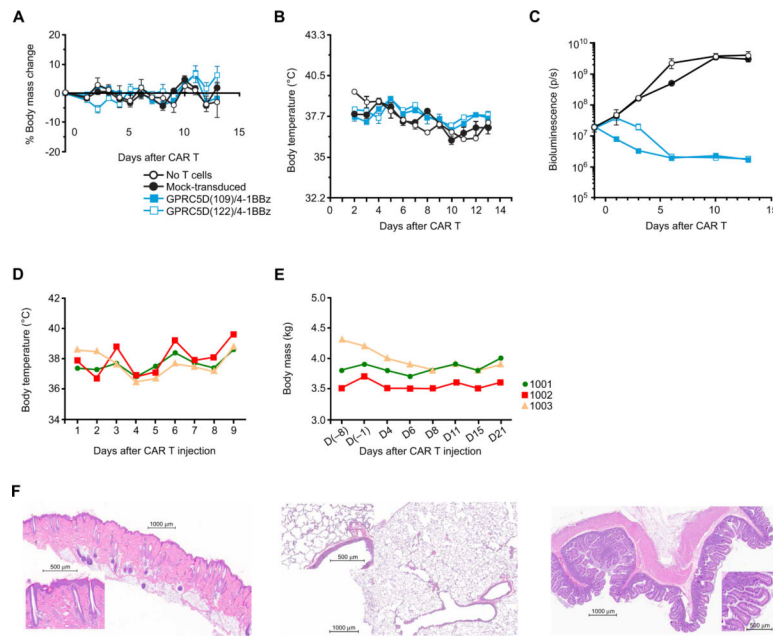 A
% Body mass change
20
10
0
-10
-20
0 5 10 15
Days after CAR T
No T cells
Mock-transduced
GPRC5D(109)/4-1BBz
GPRC5D(122)/4-1BBz
B
Body temperature (°C)
43.2
40.5
37.7
35
32.2
0 2 4 6 8 10 12 14
Days after CAR T
C
Bioluminescence (p/s)
10¹⁰
10⁹
10⁸
10⁷
10⁶
10⁵
0 5 10 15
Days after CAR T
D
Body temperature (°C)
42
40
38
36
34
1 2 3 4 5 6 7 8 9
Days after CAR T injection
E
Body mass (kg)
5.0
4.5
4.0
3.5
3.0
D(−8) D(−1) D4 D6 D8 D11 D15 D21
Days after CAR T injection
1001
1002
1003
F
1000 µm
500 µm
500 µm
1000 µm
1000 µm
500 µm